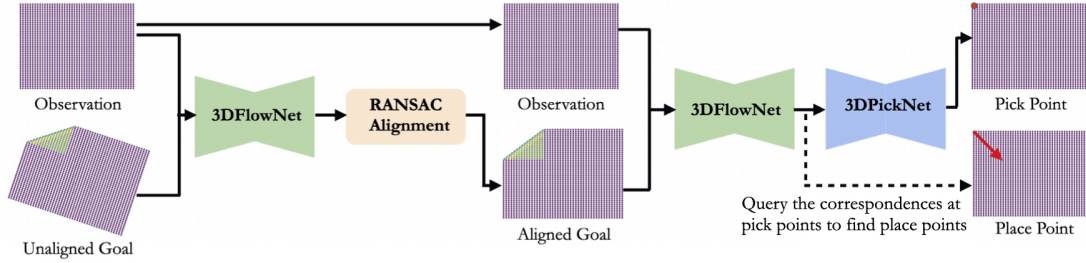 Observation
Unaligned Goal
3DFlowNet
RANSAC
Alignment
Observation
Aligned Goal
3DFlowNet
3DPickNet
Query the correspondences at
pick points to find place points
Pick Point
Place Point